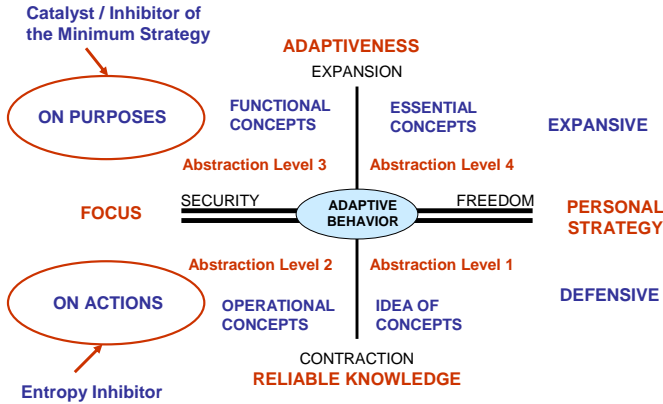 Catalyst / Inhibitor of
the Minimum Strategy
ADAPTIVENESS
EXPANSION
ON PURPOSES
FUNCTIONAL
CONCEPTS
ESSENTIAL
CONCEPTS
EXPANSIVE
Abstraction Level 3
Abstraction Level 4
FOCUS
SECURITY
ADAPTIVE
BEHAVIOR
FREEDOM
PERSONAL
STRATEGY
Abstraction Level 2
Abstraction Level 1
ON ACTIONS
OPERATIONAL
CONCEPTS
IDEA OF
CONCEPTS
DEFENSIVE
CONTRACTION
RELIABLE KNOWLEDGE
Entropy Inhibitor